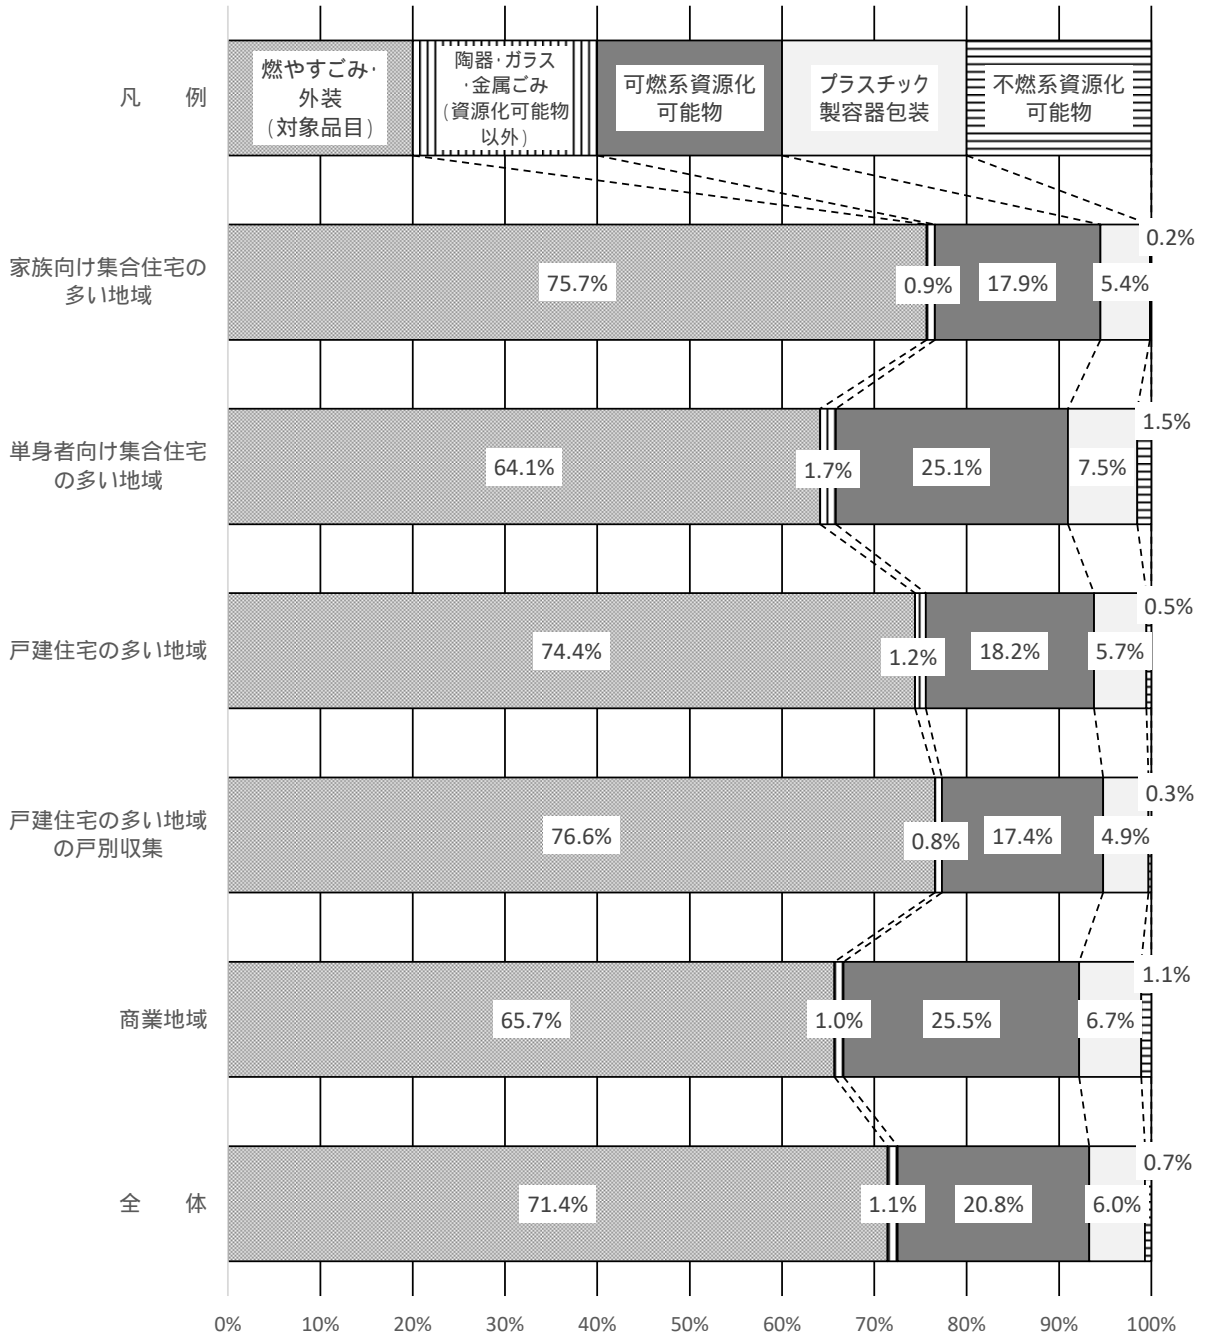 凡　例
燃やすごみ・
外装
(対象品目)
陶器・ガラス
・金属ごみ
(資源化可能物
以外)
可燃系資源化
可能物
プラスチック
製容器包装
不燃系資源化
可能物
家族向け集合住宅の
多い地域
75.7%
0.9%
17.9%
5.4%
0.2%
単身者向け集合住宅
の多い地域
64.1%
1.7%
25.1%
7.5%
1.5%
戸建住宅の多い地域
74.4%
1.2%
18.2%
5.7%
0.5%
戸建住宅の多い地域
の戸別収集
76.6%
0.8%
17.4%
4.9%
0.3%
商業地域
65.7%
1.0%
25.5%
6.7%
1.1%
全　体
71.4%
1.1%
20.8%
6.0%
0.7%
0% 10% 20% 30% 40% 50% 60% 70% 80% 90% 100%